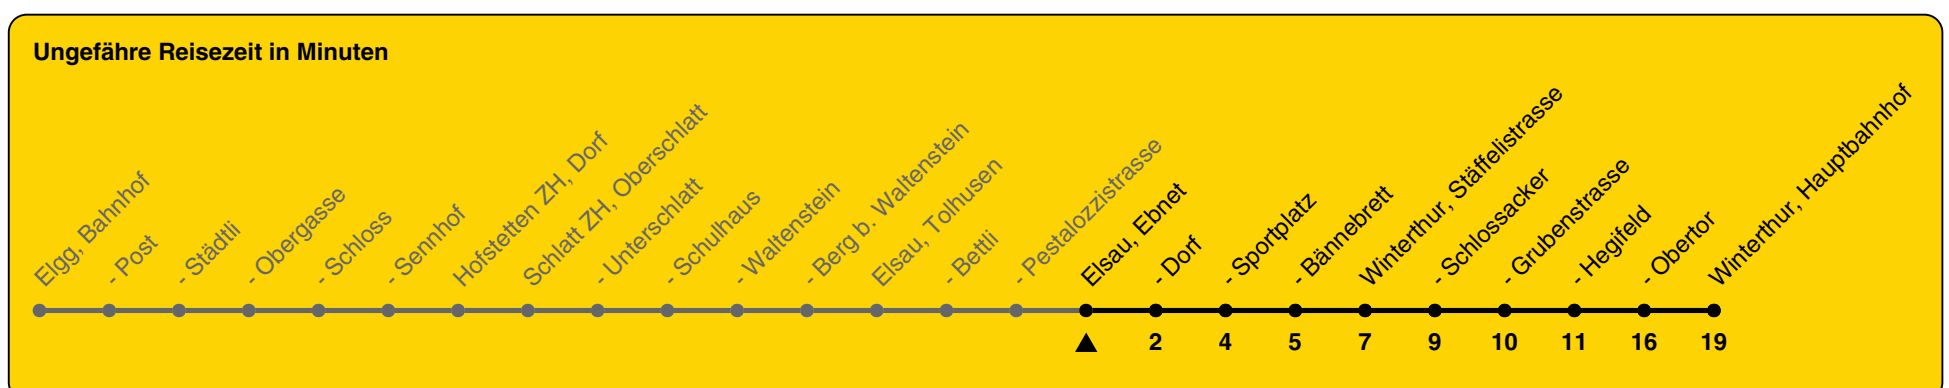 Ungefähre Reisezeit in Minuten
Elgg, Bahnhof
- Post
- Städtli
- Obergasse
- Schloss
- Sennhof
Hofstetten ZH, Dorf
Schlatt ZH, Oberschlatt
- Unterschlatt
- Schulhaus
- Waltenstein
- Berg b. Waltenstein
Elsau, Tolhusen
- Bettli
- Pestalozzistrasse
Elsau, Ebnet
- Dorf
- Sportplatz
- Bännebrett
Winterthur, Stäffelistrasse
- Schlossacker
- Grubenstrasse
- Hegifeld
- Obertor
Winterthur, Hauptbahnhof
2 4 5 7 9 10 11 16 19